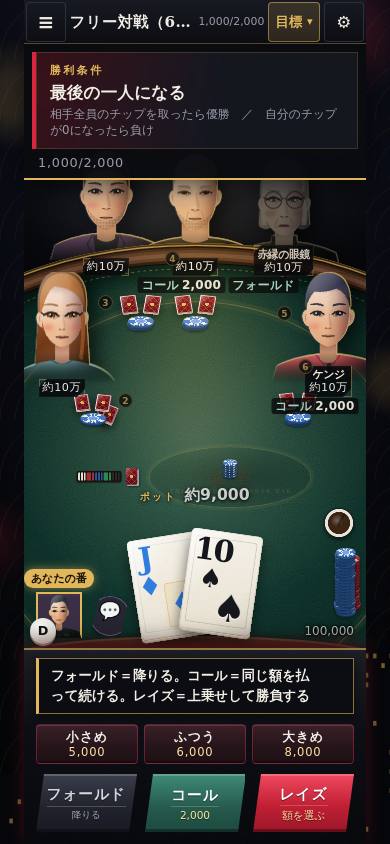 ☰ フリー対戦（6… 1,000/2,000 目標 ▾ ⚙
勝利条件
最後の一人になる
相手全員のチップを取ったら優勝 ／ 自分のチップ
が0になったら負け
1,000/2,000
赤縁の眼鏡
約10万
4
約10万
約10万
コール 2,000
フォールド
3
5
6
ケンジ
約10万
約10万
2
コール 2,000
ポット 約9,000
J
10
あなたの番
D
100,000
フォールド＝降りる。コール＝同じ額を払
って続ける。レイズ＝上乗せして勝負する
小さめ
5,000
ふつう
6,000
大きめ
8,000
フォールド
降りる
コール
2,000
レイズ
額を選ぶ